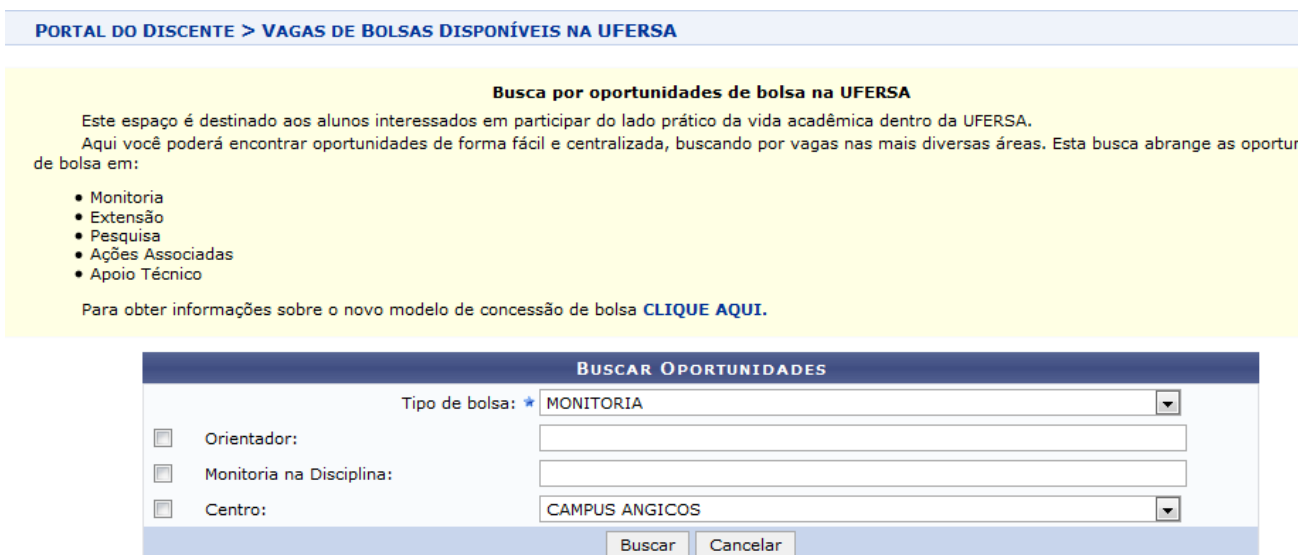 PORTAL DO DISCENTE > VAGAS DE BOLSAS DISPONÍVEIS NA UFERSA
Busca por oportunidades de bolsa na UFERSA
Este espaço é destinado aos alunos interessados em participar do lado prático da vida acadêmica dentro da UFERSA.
Aqui você poderá encontrar oportunidades de forma fácil e centralizada, buscando por vagas nas mais diversas áreas. Esta busca abrange as
de bolsa em:
• Monitoria
• Extensão
• Pesquisa
• Ações Associadas
• Apoio Técnico
Para obter informações sobre o novo modelo de concessão de bolsa CLIQUE AQUI.
BUSCAR OPORTUNIDADES
Tipo de bolsa: MONITORIA
Orientador:
Monitoria na Disciplina:
Centro: CAMPUS ANGICOS
Buscar Cancelar